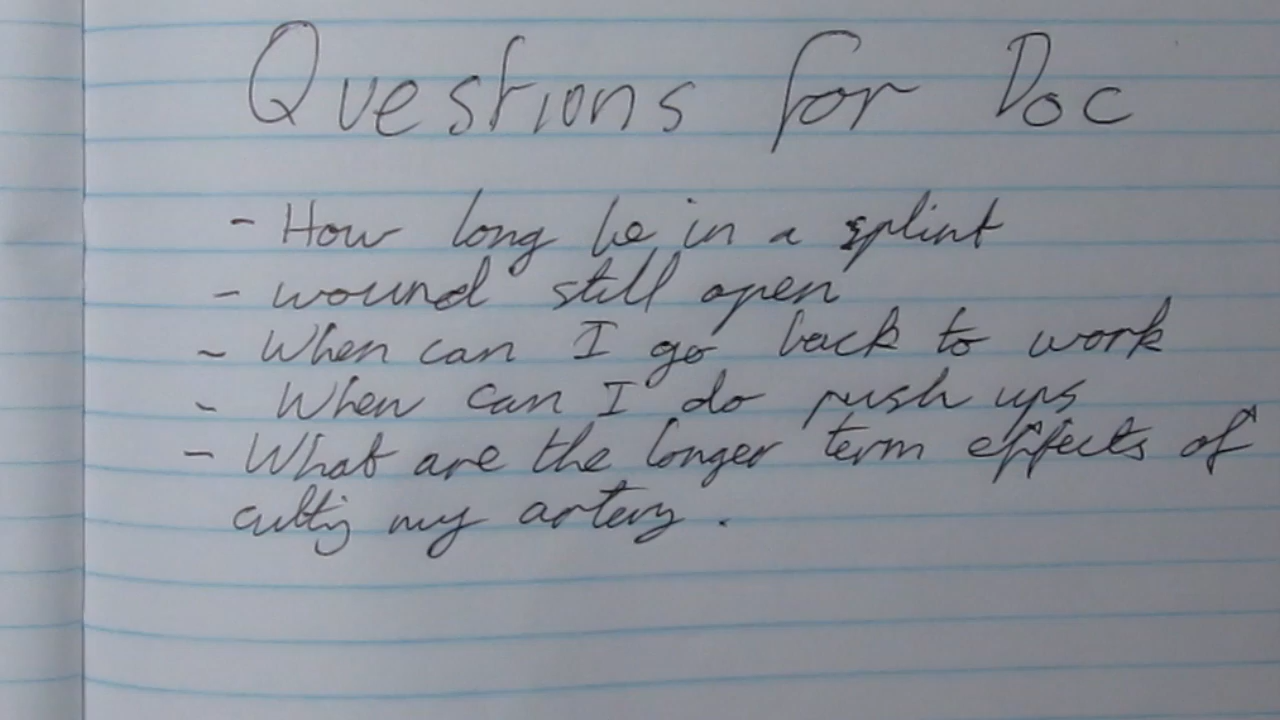 Questions for Doc
- How long be in a splint
- wound still open
- When can I go back to work
- When can I do push ups
- What are the longer term effects of
cutting my artery.